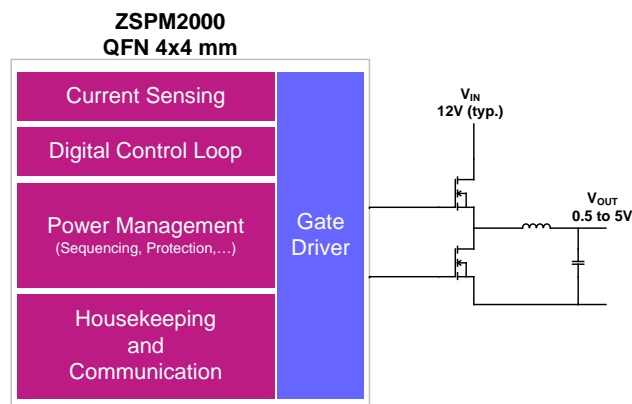 ZSPM2000
QFN 4x4 mm
Current Sensing
Digital Control Loop
Power Management
(Sequencing, Protection,...)
Housekeeping
and
Communication
Gate
Driver
VIN
12V (typ.)
VOUT
0.5 to 5V